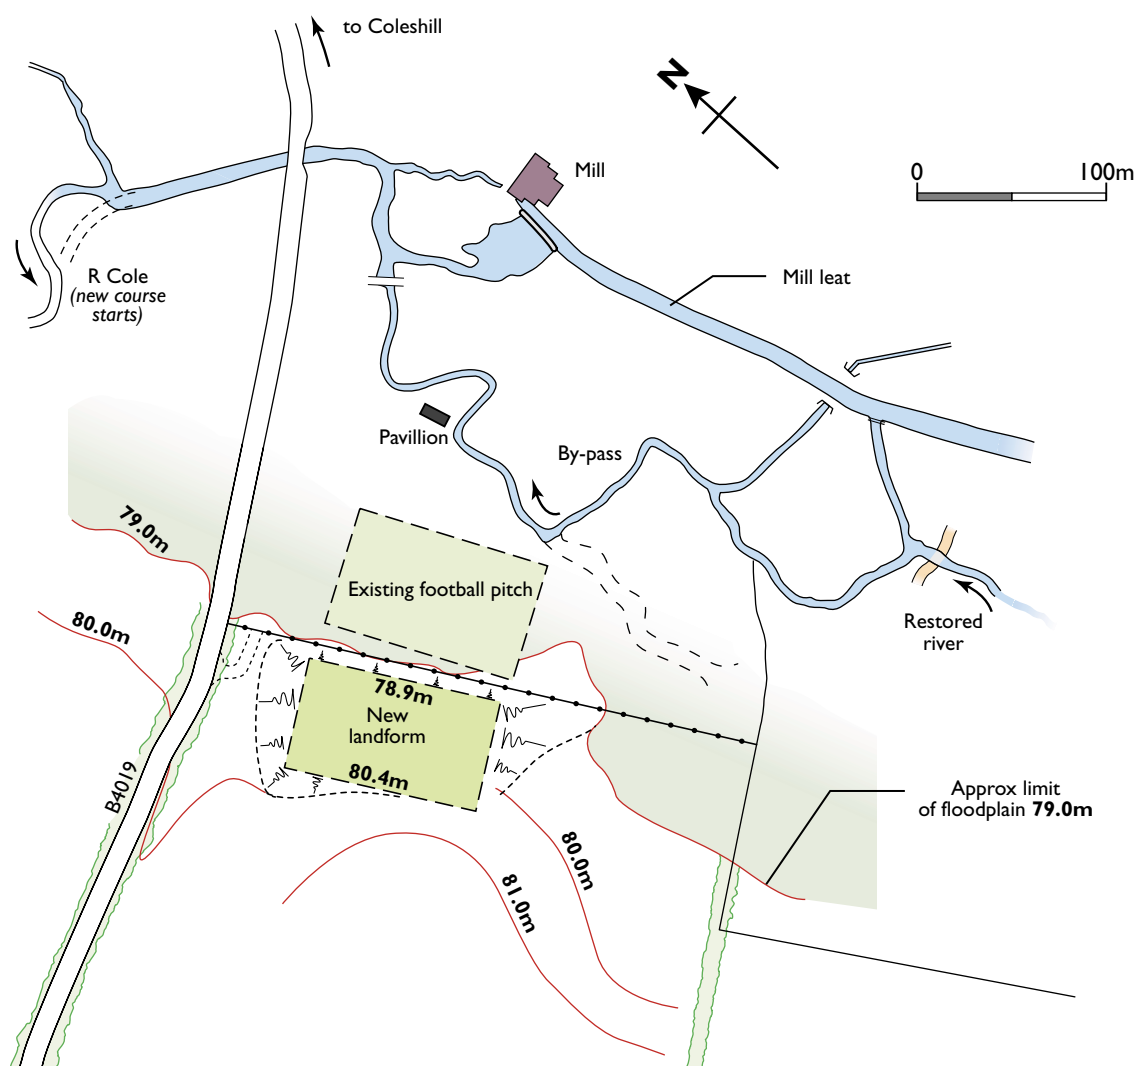 to Coleshill
N
Mill
0
100m
R Cole
(new course
starts)
Mill leat
Pavillion
By-pass
79.0m
Existing football pitch
80.0m
Restored
river
78.9m
New
landform
80.4m
B4019
Approx limit
of floodplain 79.0m
80.0m
81.0m